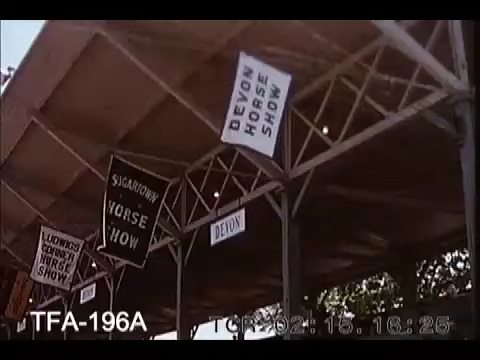 DEVON
HORSE
SHOW
SUGARTOWN
HORSE
SHOW
DEVON
LUDWIGS
CORNER
HORSE
SHOW
TFA-196A
TCR 02:15.16:25